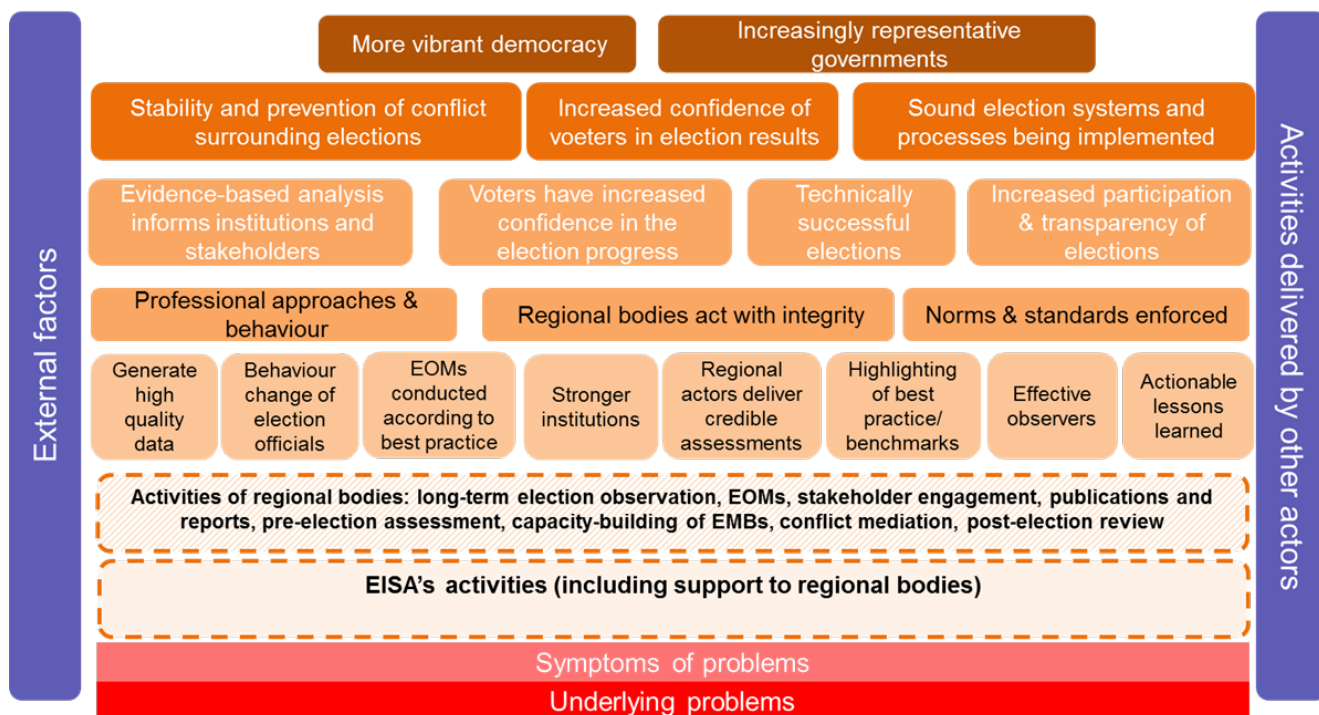 More vibrant democracy
Increasingly representative
governments
Stability and prevention of conflict
surrounding elections
Increased confidence of
voeters in election results
Sound election systems and
processes being implemented
Evidence-based analysis
informs institutions and
stakeholders
Voters have increased
confidence in the
election progress
Technically
successful
elections
Increased participation
& transparency of
elections
Professional approaches &
behaviour
Regional bodies act with integrity
Norms & standards enforced
Generate
high
quality
data
Behaviour
change of
election
officials
EOMs
conducted
according to
best practice
Stronger
institutions
Regional
actors deliver
credible
assessments
Highlighting
of best
practice/
benchmarks
Effective
observers
Actionable
lessons
learned
Activities of regional bodies: long-term election observation, EOMs, stakeholder engagement, publications and
reports, pre-election assessment, capacity-building of EMBs, conflict mediation, post-election review
EISA's activities (including support to regional bodies)
Symptoms of problems
Underlying problems
External factors
Activities delivered by other actors